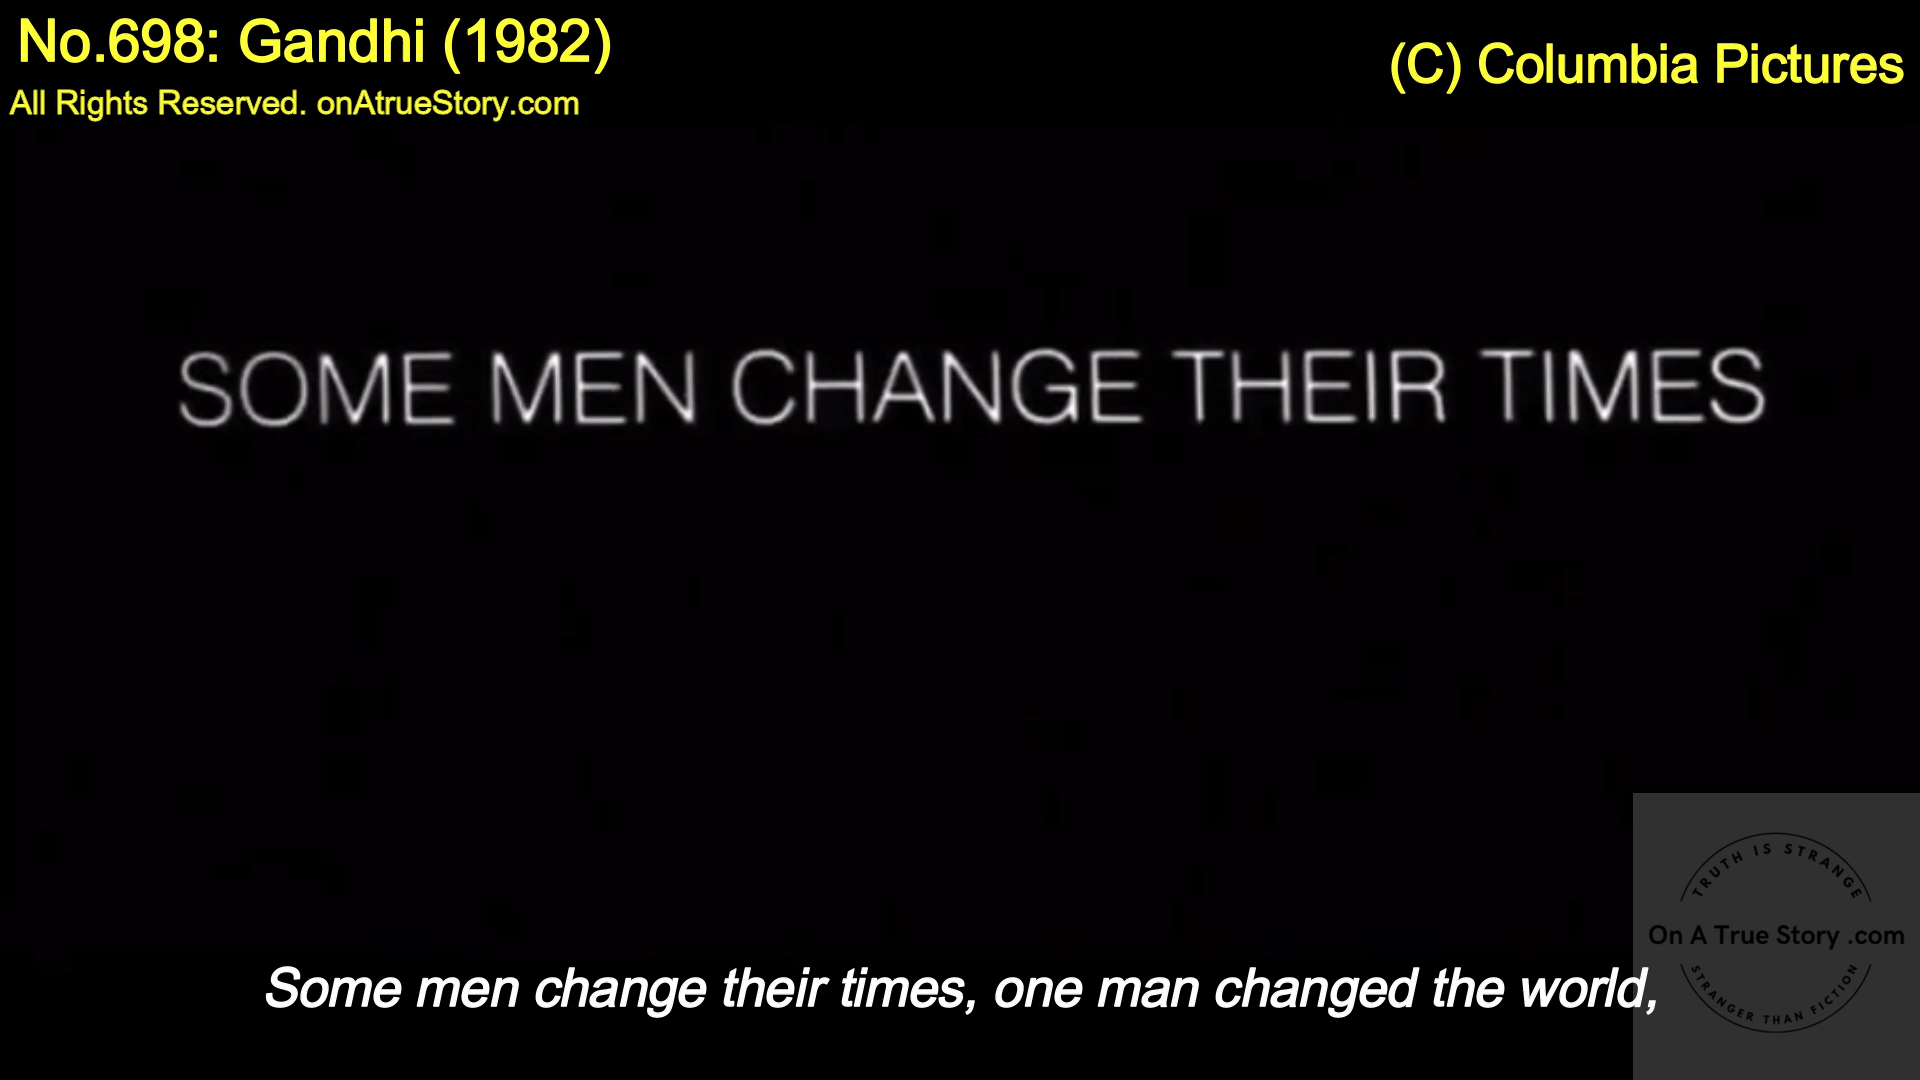 No.698: Gandhi (1982)
(C) Columbia Pictures
All Rights Reserved. onAtrueStory.com
SOME MEN CHANGE THEIR TIMES
TRUTH IS STRANGE
On A True Story .com
STRANGER THAN FICTION
Some men change their times, one man changed the world,